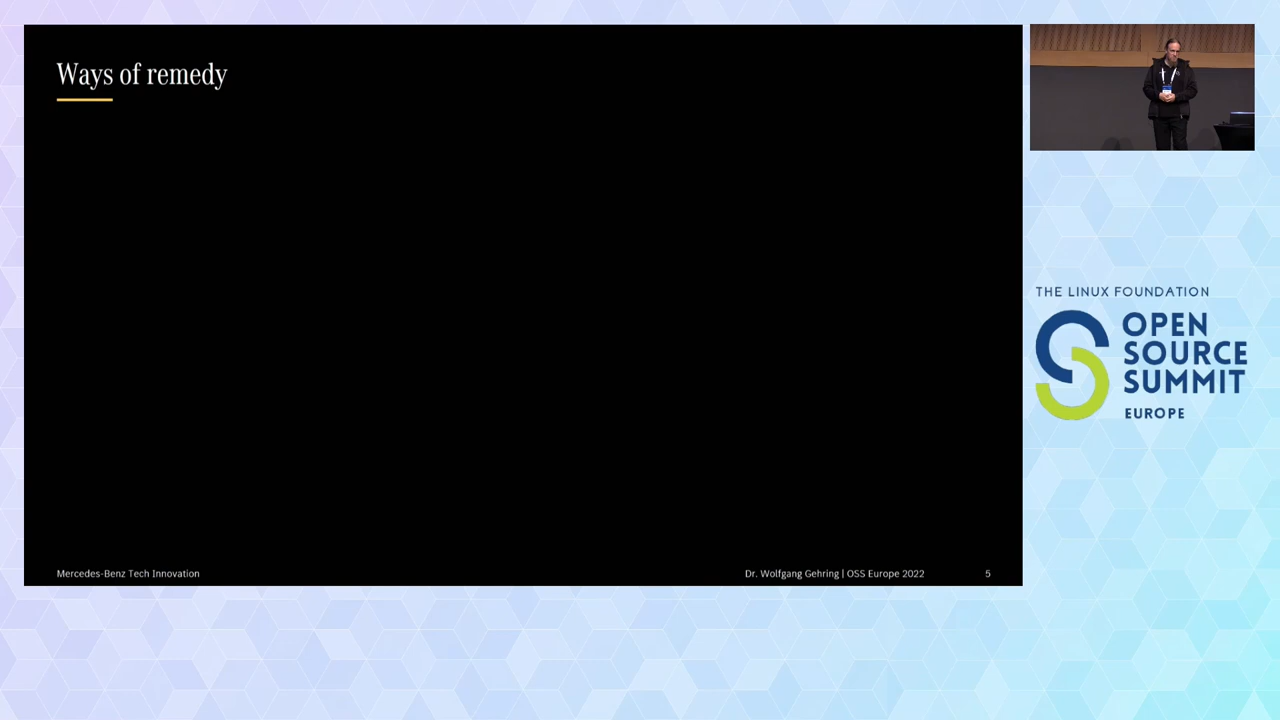 Ways of remedy
THE LINUX FOUNDATION
OPEN
SOURCE
SUMMIT
EUROPE
Mercedes-Benz Tech Innovation
Dr. Wolfgang Gehring | OSS Europe 2022
5